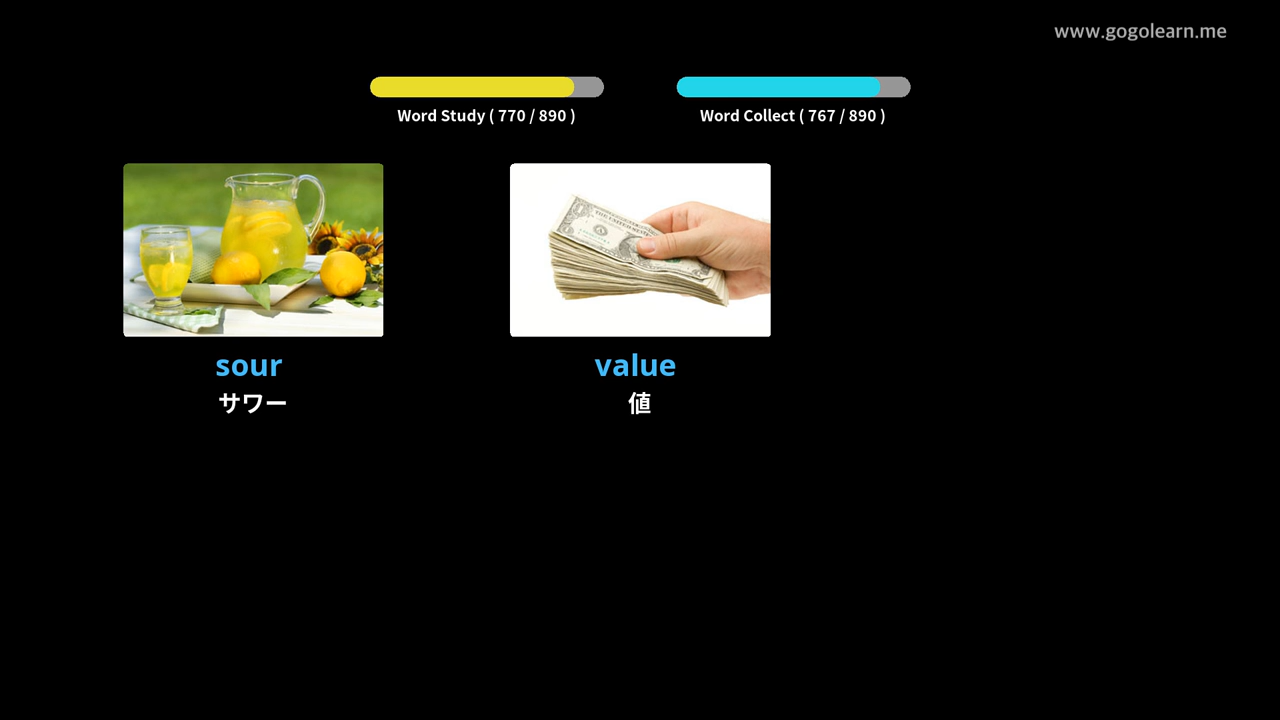 www.gogolearn.me
Word Study ( 770 / 890 )
Word Collect ( 767 / 890 )
sour
サワー
value
値